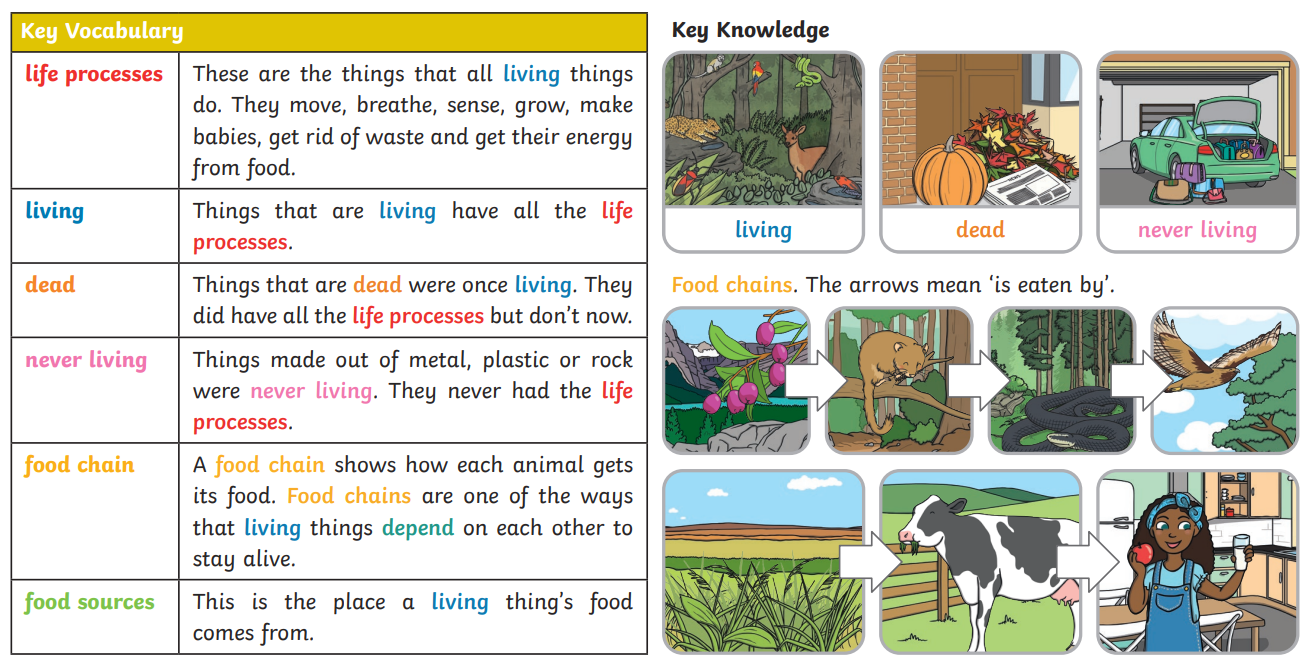 Key Vocabulary
life processes
These are the things that all living things
do. They move, breathe, sense, grow, make
babies, get rid of waste and get their energy
from food.
living
Things that are living have all the life
processes.
dead
Things that are dead were once living. They
did have all the life processes but don't now.
never living
Things made out of metal, plastic or rock
were never living. They never had the life
processes.
food chain
A food chain shows how each animal gets
its food. Food chains are one of the ways
that living things depend on each other to
stay alive.
food sources
This is the place a living thing's food
comes from.
Key Knowledge
living
dead
never living
Food chains. The arrows mean 'is eaten by'.